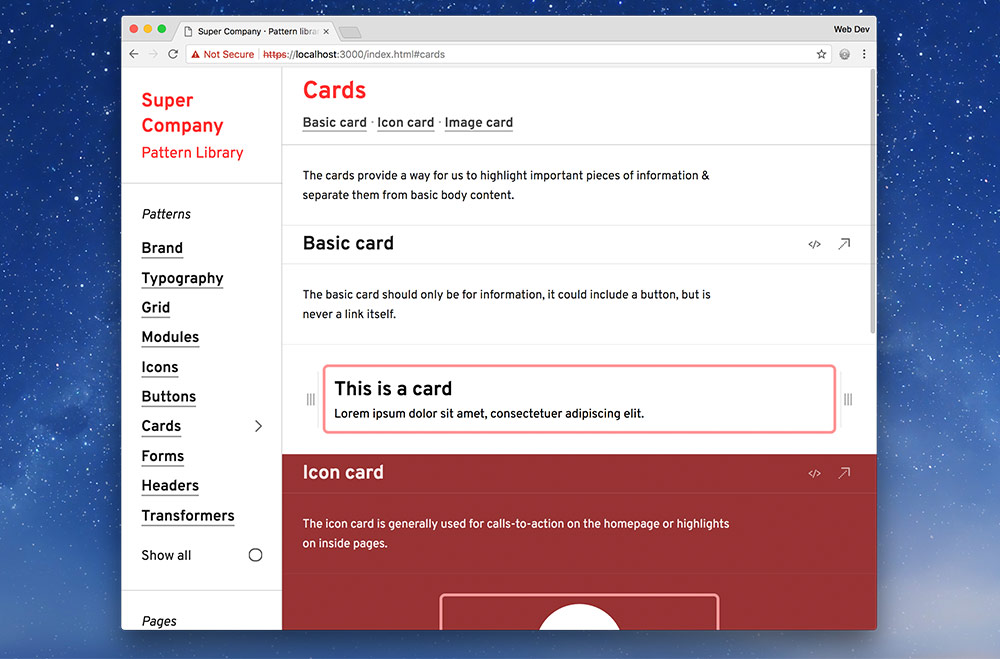 Super Company · Pattern libra
Web Dev
Not Secure https://localhost:3000/index.html#cards
Super
Company
Pattern Library
Patterns
Brand
Typography
Grid
Modules
Icons
Buttons
Cards
Forms
Headers
Transformers
Show all
Pages
Cards
Basic card · Icon card · Image card
The cards provide a way for us to highlight important pieces of information &
separate them from basic body content.
Basic card
</>
The basic card should only be for information, it could include a button, but is
never a link itself.
This is a card
Lorem ipsum dolor sit amet, consectetuer adipiscing elit.
Icon card
</>
The icon card is generally used for calls-to-action on the homepage or highlights
on inside pages.